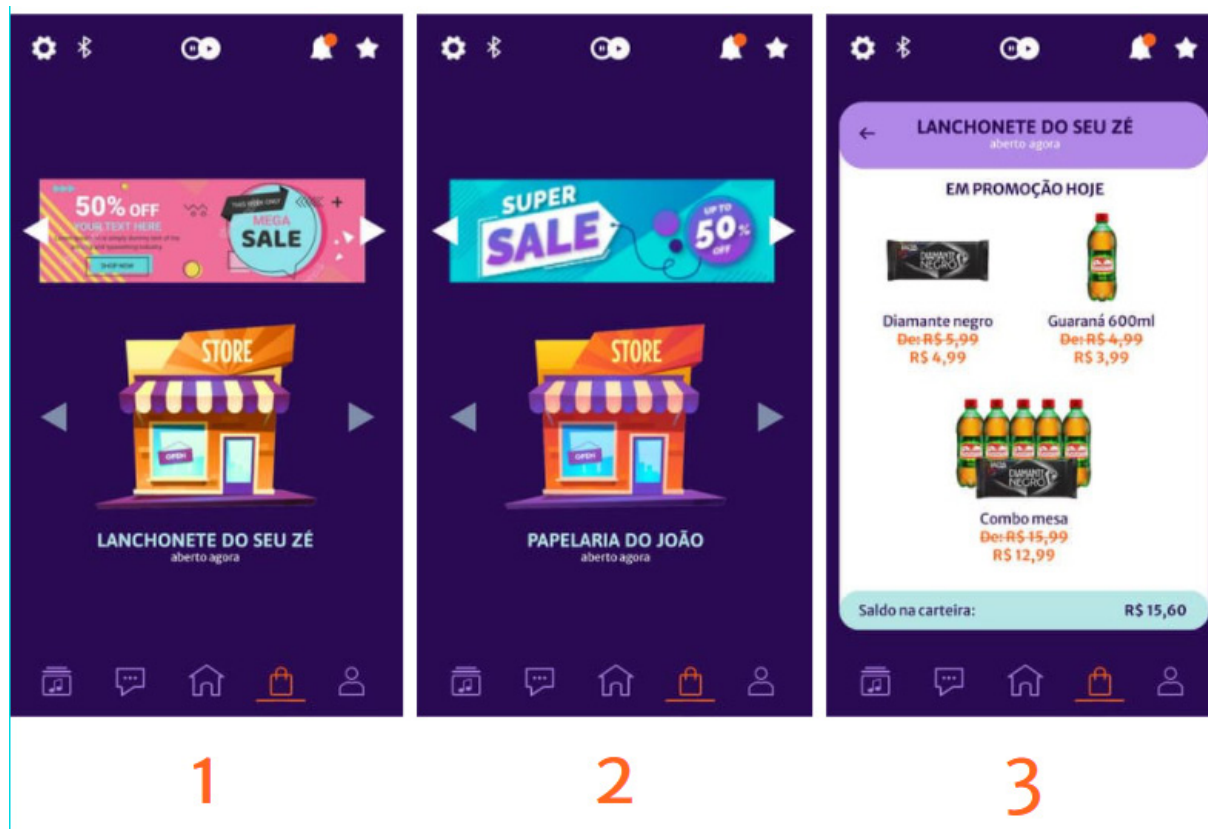 50% OFF
YOUR TEXT HERE
SHOP NOW
THIS WEEK ONLY
MEGA
SALE
STORE
OPEN
LANCHONETE DO SEU ZÉ
aberto agora
1
SUPER
SALE
UP TO
50%
OFF
STORE
OPEN
PAPELARIA DO JOÃO
aberto agora
2
LANCHONETE DO SEU ZÉ
aberto agora
EM PROMOÇÃO HOJE
DIAMANTE
NEGRO
Diamante negro
De: R$ 5,99
R$ 4,99
Guaraná 600ml
De: R$ 4,99
R$ 3,99
DIAMANTE
NEGRO
Combo mesa
De: R$ 15,99
R$ 12,99
Saldo na carteira: R$ 15,60
3